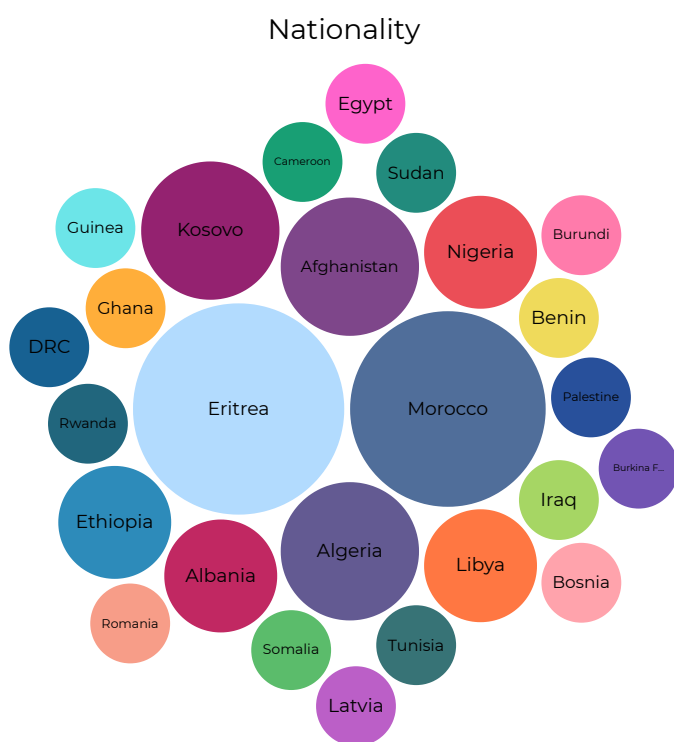 Nationality
Egypt
Cameroon
Sudan
Guinea
Kosovo
Nigeria
Burundi
Afghanistan
Ghana
Benin
DRC
Eritrea
Morocco
Palestine
Rwanda
Burkina F...
Iraq
Ethiopia
Algeria
Libya
Albania
Bosnia
Romania
Somalia
Tunisia
Latvia